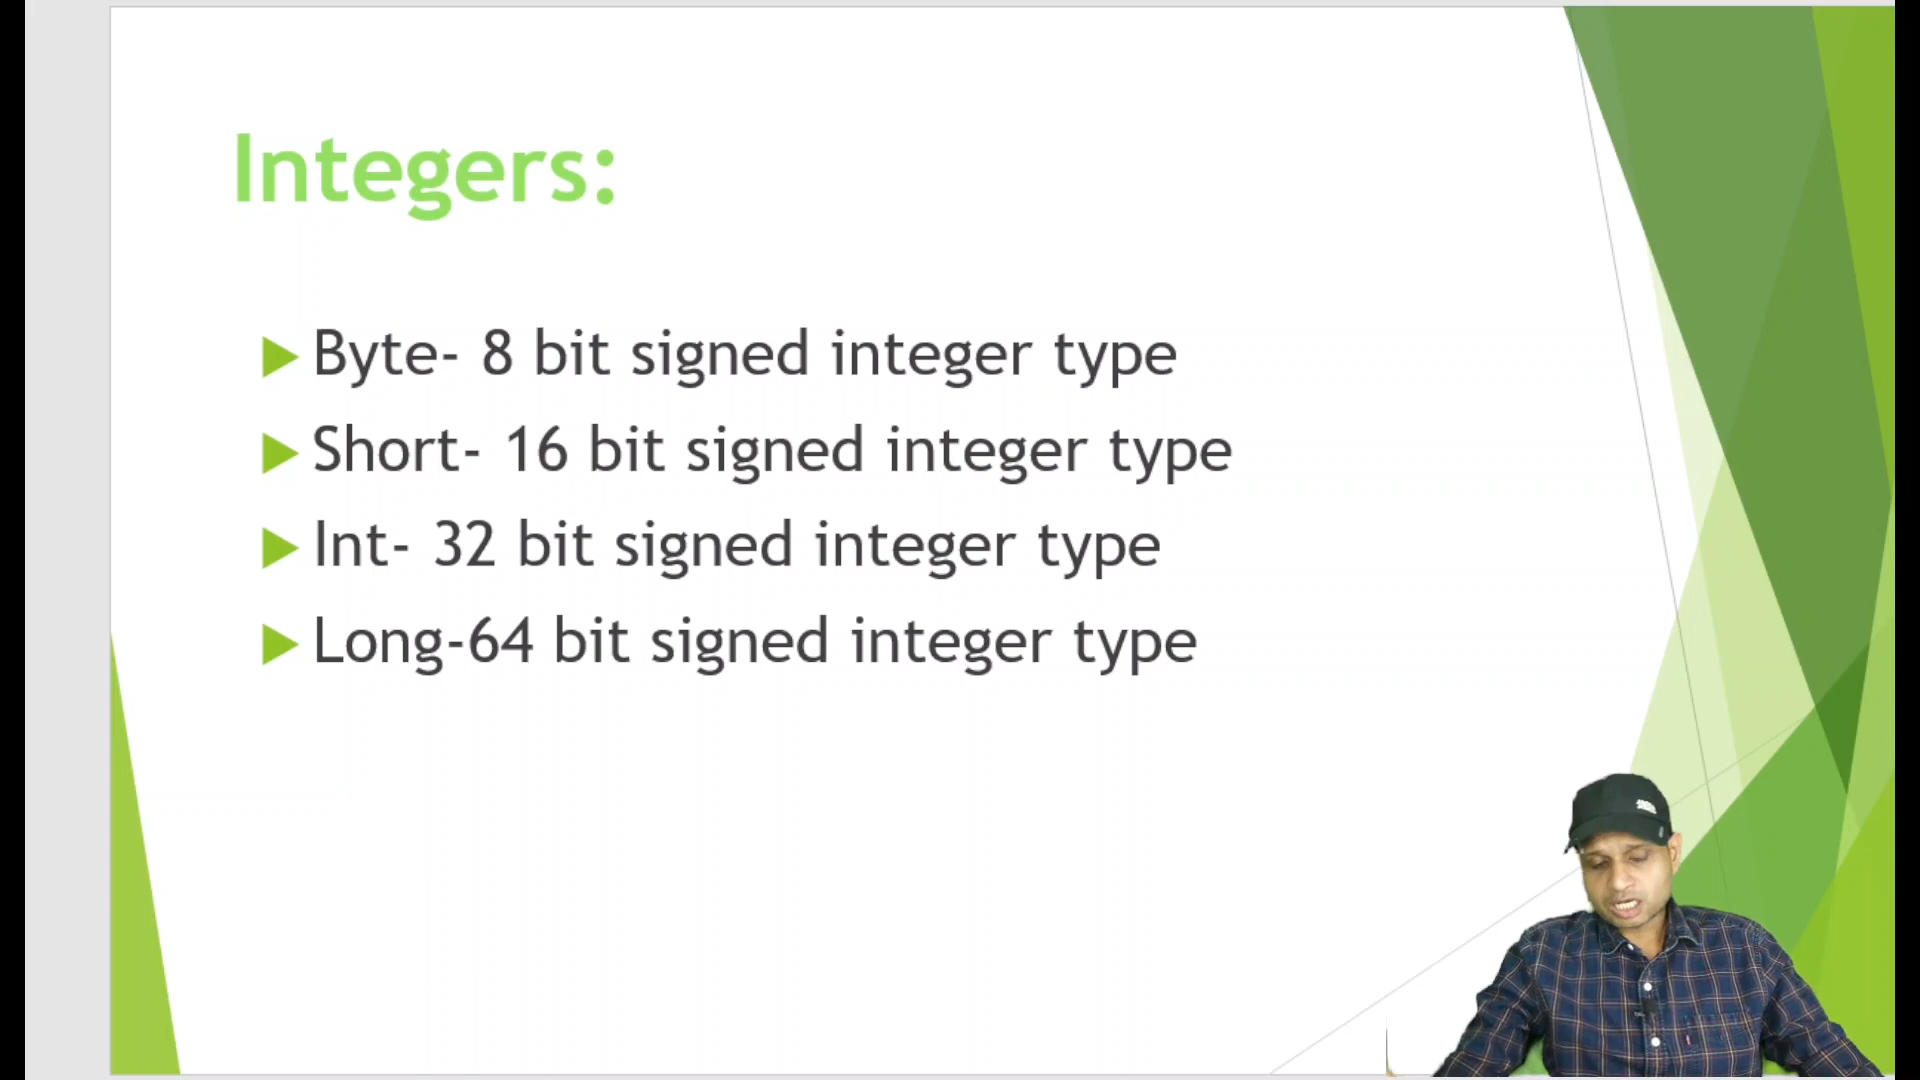 Integers:
Byte- 8 bit signed integer type
Short- 16 bit signed integer type
Int- 32 bit signed integer type
Long-64 bit signed integer type